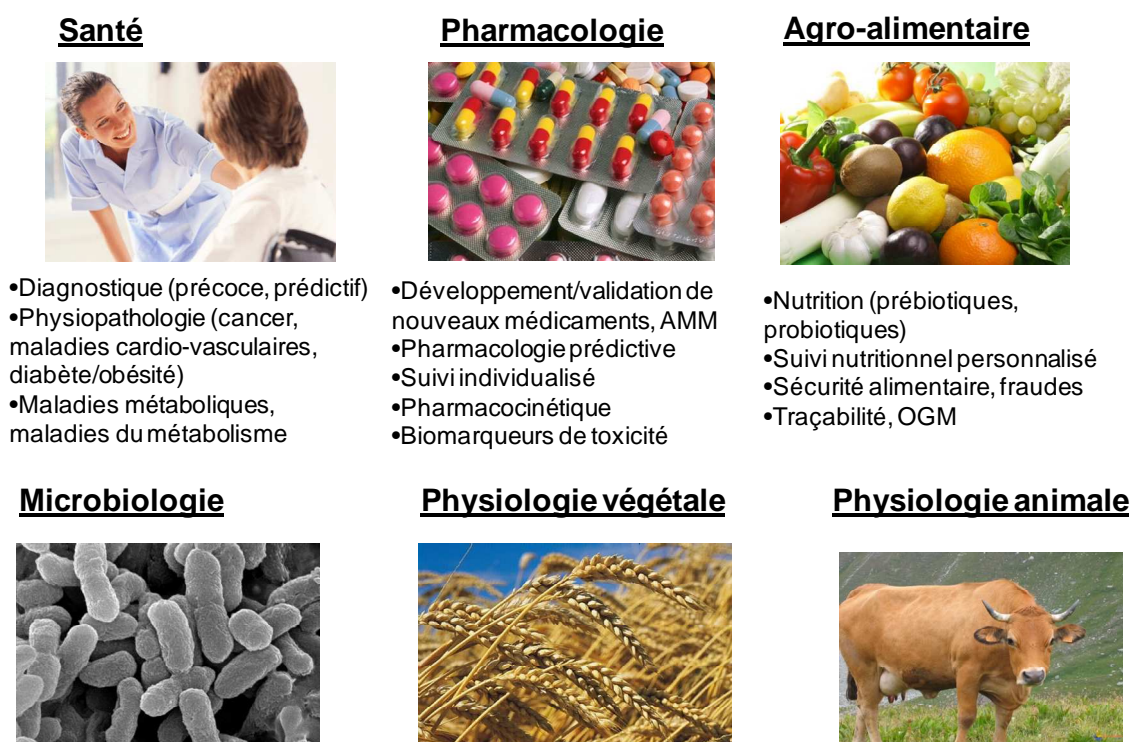 Santé
Pharmacologie
Agro-alimentaire
•Diagnostique (précoce, prédictif)
•Physiopathologie (cancer,
maladies cardio-vasculaires,
diabète/obésité)
•Maladies métaboliques,
maladies du métabolisme
•Développement/validation de
nouveaux médicaments, AMM
•Pharmacologie prédictive
•Suivi individualisé
•Pharmacocinétique
•Biomarqueurs de toxicité
•Nutrition (prébiotiques,
probiotiques)
•Suivi nutritionnel personnalisé
•Sécurité alimentaire, fraudes
•Traçabilité, OGM
Microbiologie
Physiologie végétale
Physiologie animale